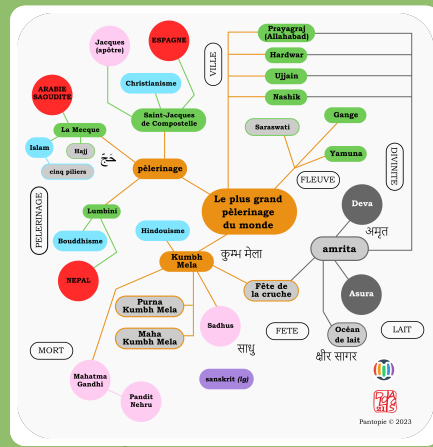 Jacques
(apôtre)
ESPAGNE
VILLE
Prayagraj
(Allahabad)
Hardwar
Ujjain
Nashik
Christianisme
ARABIE
SAOUDITE
Saint-Jacques
de Compostelle
La Mecque
Saraswati
Gange
Yamuna
Islam
Hajj
حَجّ
cinq piliers
pèlerinage
FLEUVE
DIVINITE
PELERINAGE
Lumbini
Le plus grand
pèlerinage
du monde
Deva
अमृत
Bouddhisme
Hindouisme
कुम्भ मेला
amrita
Kumbh
Mela
NEPAL
Fête de
la cruche
Asura
Purna
Kumbh Mela
Maha
Kumbh Mela
Sadhus
साधु
FETE
Océan
de lait
LAIT
क्षीर सागर
MORT
Mahatma
Gandhi
Pandit
Nehru
sanskrit (lg)
Pantopie © 2023